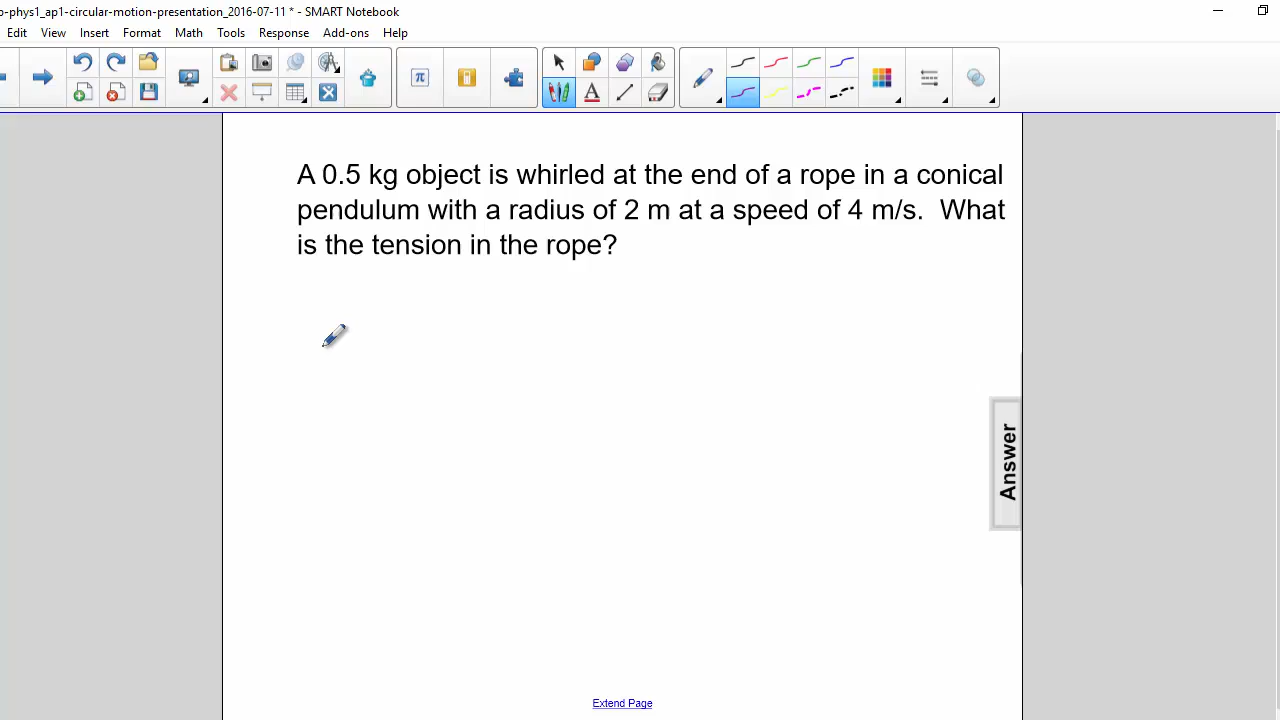 o-phys1_ap1-circular-motion-presentation_2016-07-11 * - SMART Notebook
Edit View Insert Format Math Tools Response Add-ons Help
π
A
A 0.5 kg object is whirled at the end of a rope in a conical
pendulum with a radius of 2 m at a speed of 4 m/s. What
is the tension in the rope?
Answer
Extend Page